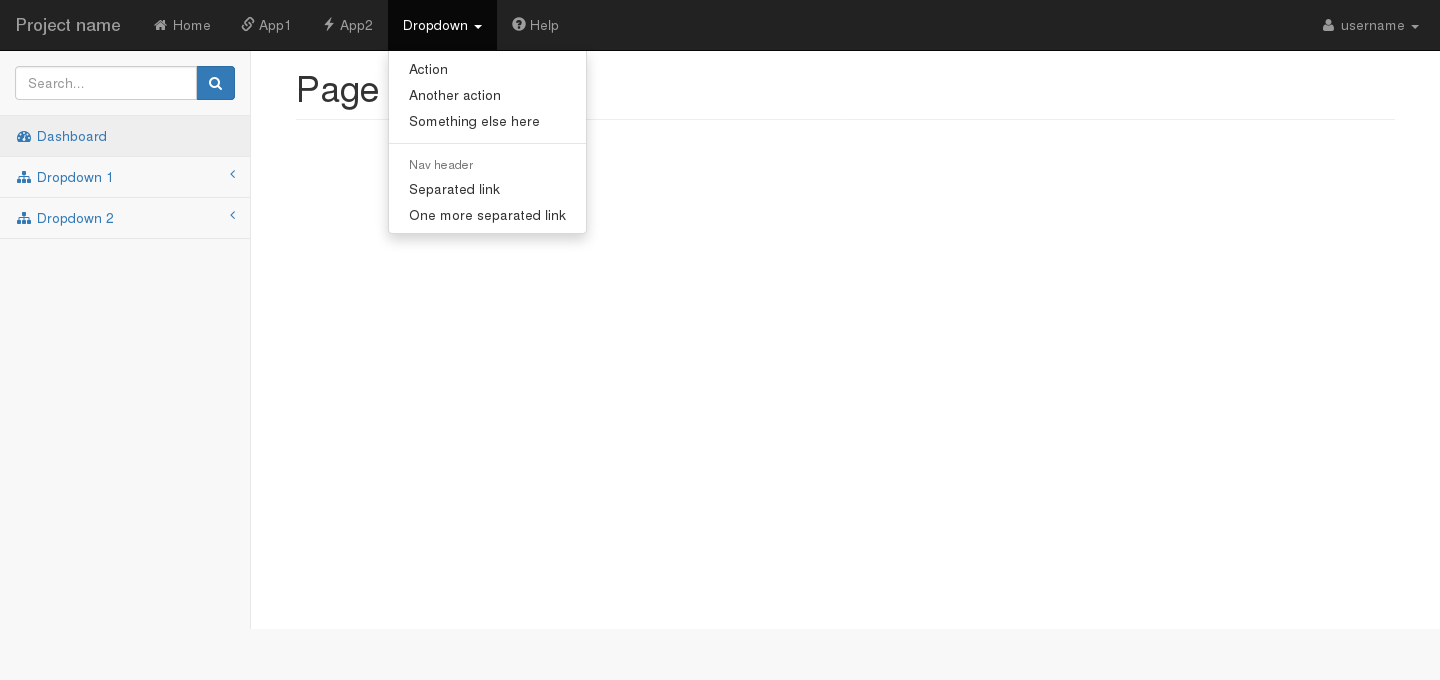 Project name Home App1 App2 Dropdown Help username
Search...
Dashboard
Dropdown 1
Dropdown 2
Action
Another action
Something else here
Nav header
Separated link
One more separated link
Page